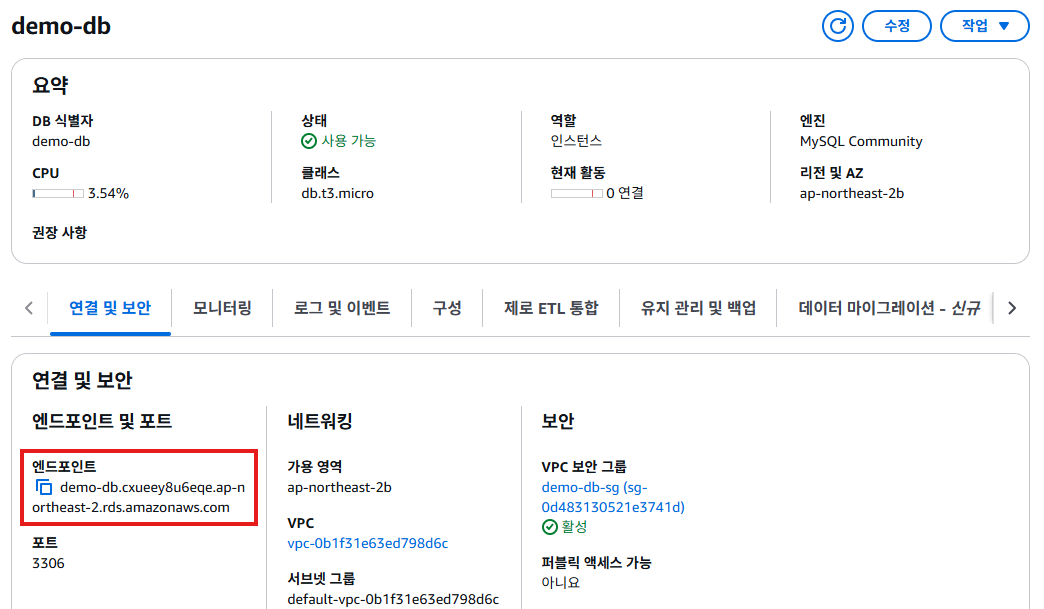 demo-db
수정
작업
요약
DB 식별자
demo-db
상태
사용 가능
역할
인스턴스
엔진
MySQL Community
CPU
3.54%
클래스
db.t3.micro
현재 활동
0 연결
리전 및 AZ
ap-northeast-2b
권장 사항
연결 및 보안
모니터링
로그 및 이벤트
구성
제로 ETL 통합
유지 관리 및 백업
데이터 마이그레이션 - 신규
연결 및 보안
엔드포인트 및 포트
엔드포인트
demo-db.cxueey8u6eqe.ap-n
ortheast-2.rds.amazonaws.com
포트
3306
네트워킹
가용 영역
ap-northeast-2b
VPC
vpc-0b1f31e63ed798d6c
서브넷 그룹
default-vpc-0b1f31e63ed798d6c
보안
VPC 보안 그룹
demo-db-sg (sg-
0d483130521e3741d)
활성
퍼블릭 액세스 가능
아니요